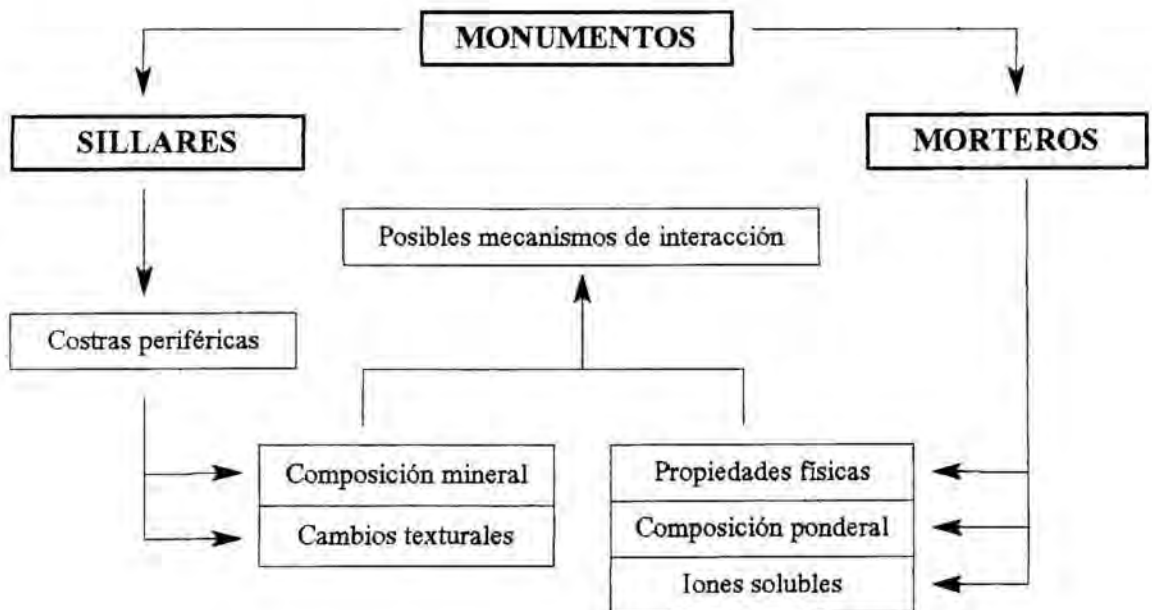 MONUMENTOS
SILLARES
MORTEROS
Posibles mecanismos de interacción
Costras periféricas
Composición mineral
Cambios texturales
Propiedades físicas
Composición ponderal
Iones solubles